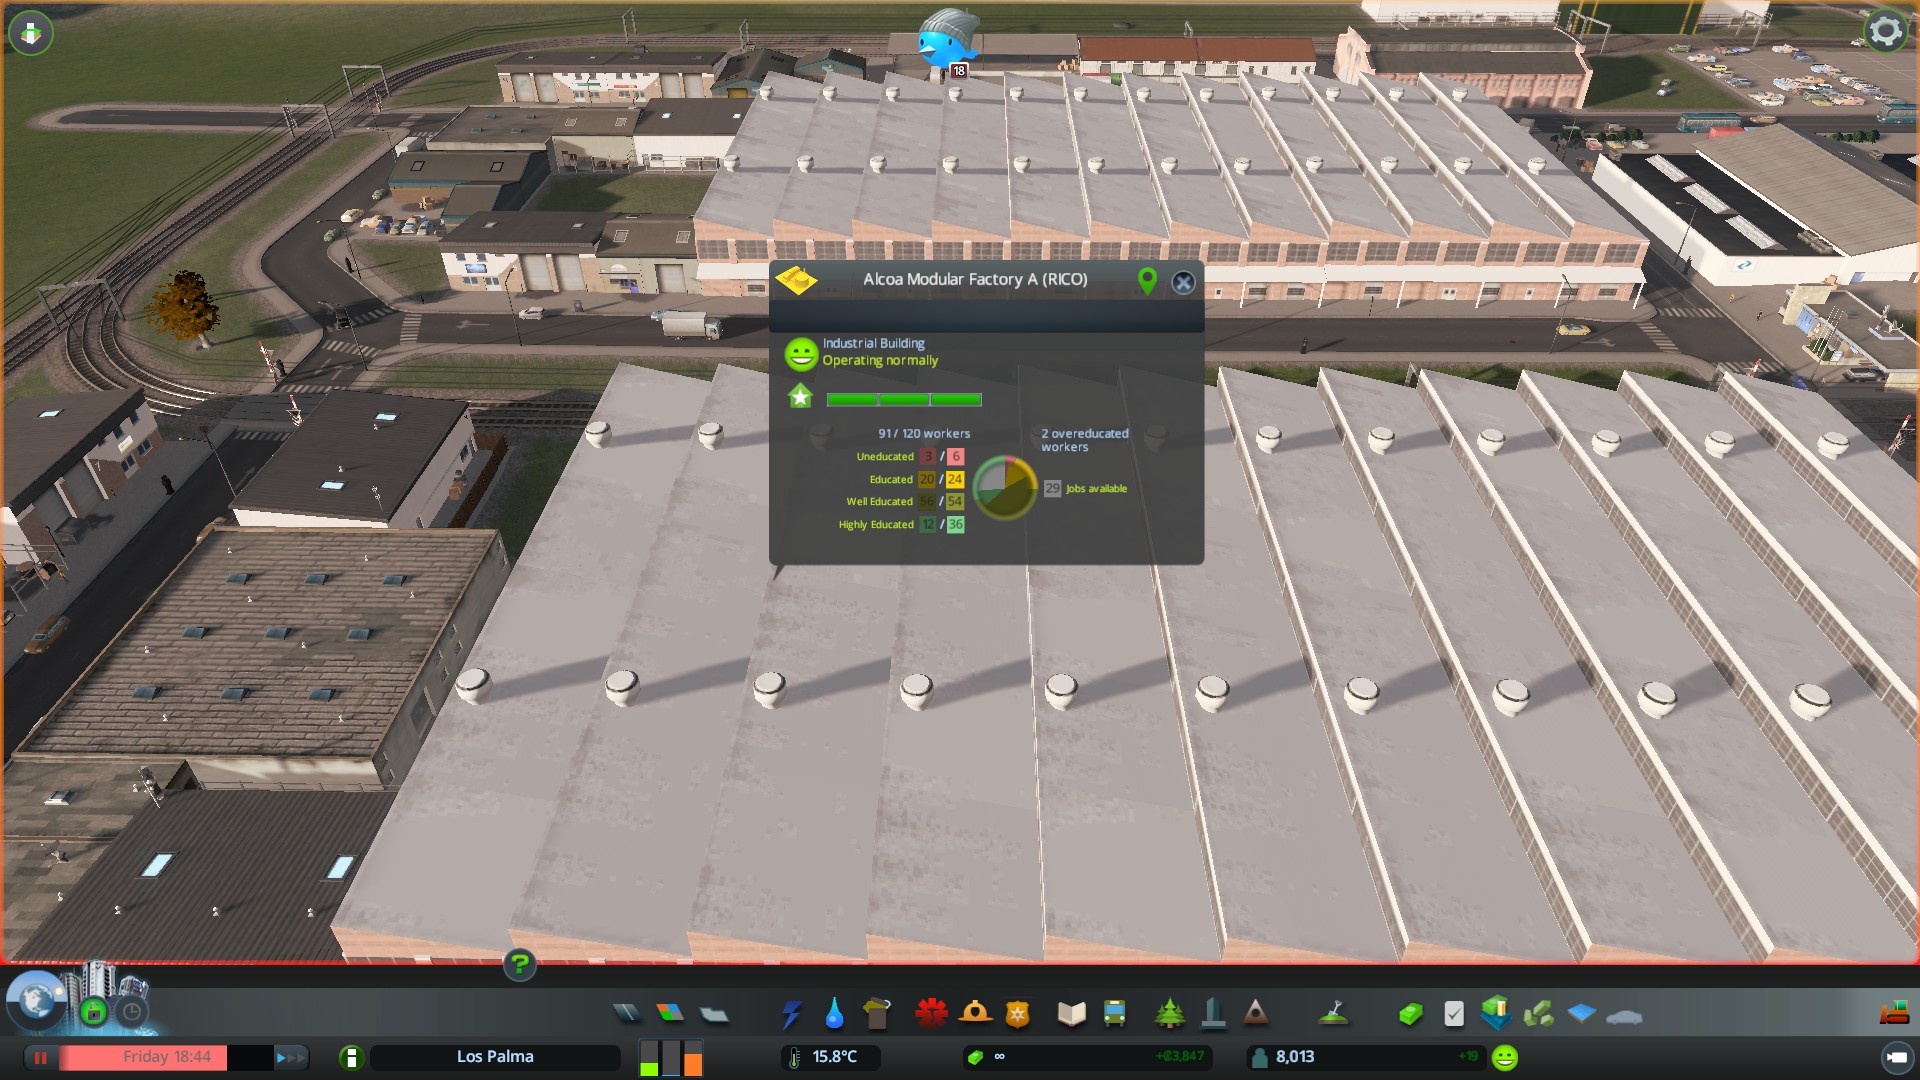 18
Alcoa Modular Factory A (RICO)
Industrial Building
Operating normally
91 / 120 workers
2 overeducated workers
Uneducated 3 / 6
Educated 20 / 24
Well Educated 56 / 54
Highly Educated 12 / 36
29 Jobs available
?
Friday 18:44
Los Palma
15.8°C
∞
+₡3,847
8,013
+19